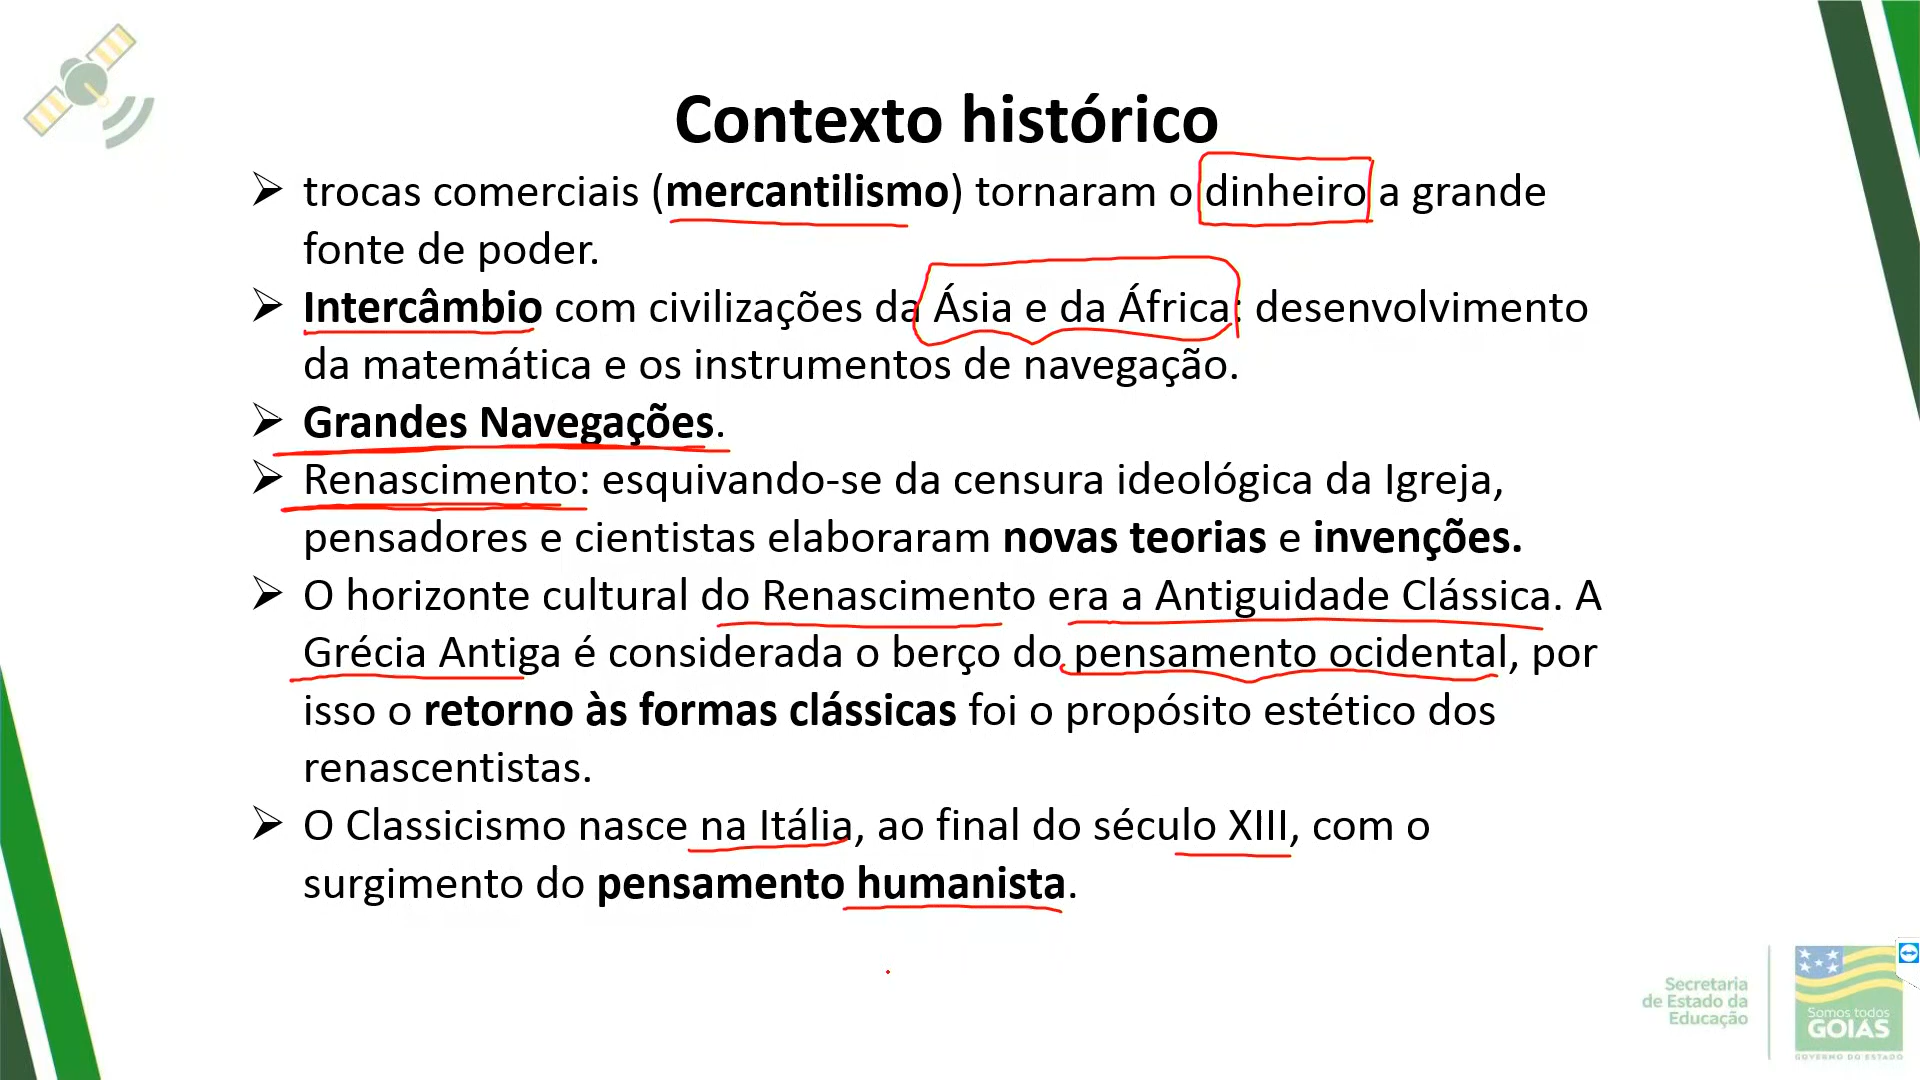 Contexto histórico
➢ trocas comerciais (mercantilismo) tornaram o dinheiro a grande
fonte de poder.
➢ Intercâmbio com civilizações da Ásia e da África: desenvolvimento
da matemática e os instrumentos de navegação.
➢ Grandes Navegações.
➢ Renascimento: esquivando-se da censura ideológica da Igreja,
pensadores e cientistas elaboraram novas teorias e invenções.
➢ O horizonte cultural do Renascimento era a Antiguidade Clássica. A
Grécia Antiga é considerada o berço do pensamento ocidental, por
isso o retorno às formas clássicas foi o propósito estético dos
renascentistas.
➢ O Classicismo nasce na Itália, ao final do século XIII, com o
surgimento do pensamento humanista.
Secretaria
de Estado da
Educação
Somos todos
GOIÁS
GOVERNO DO ESTADO